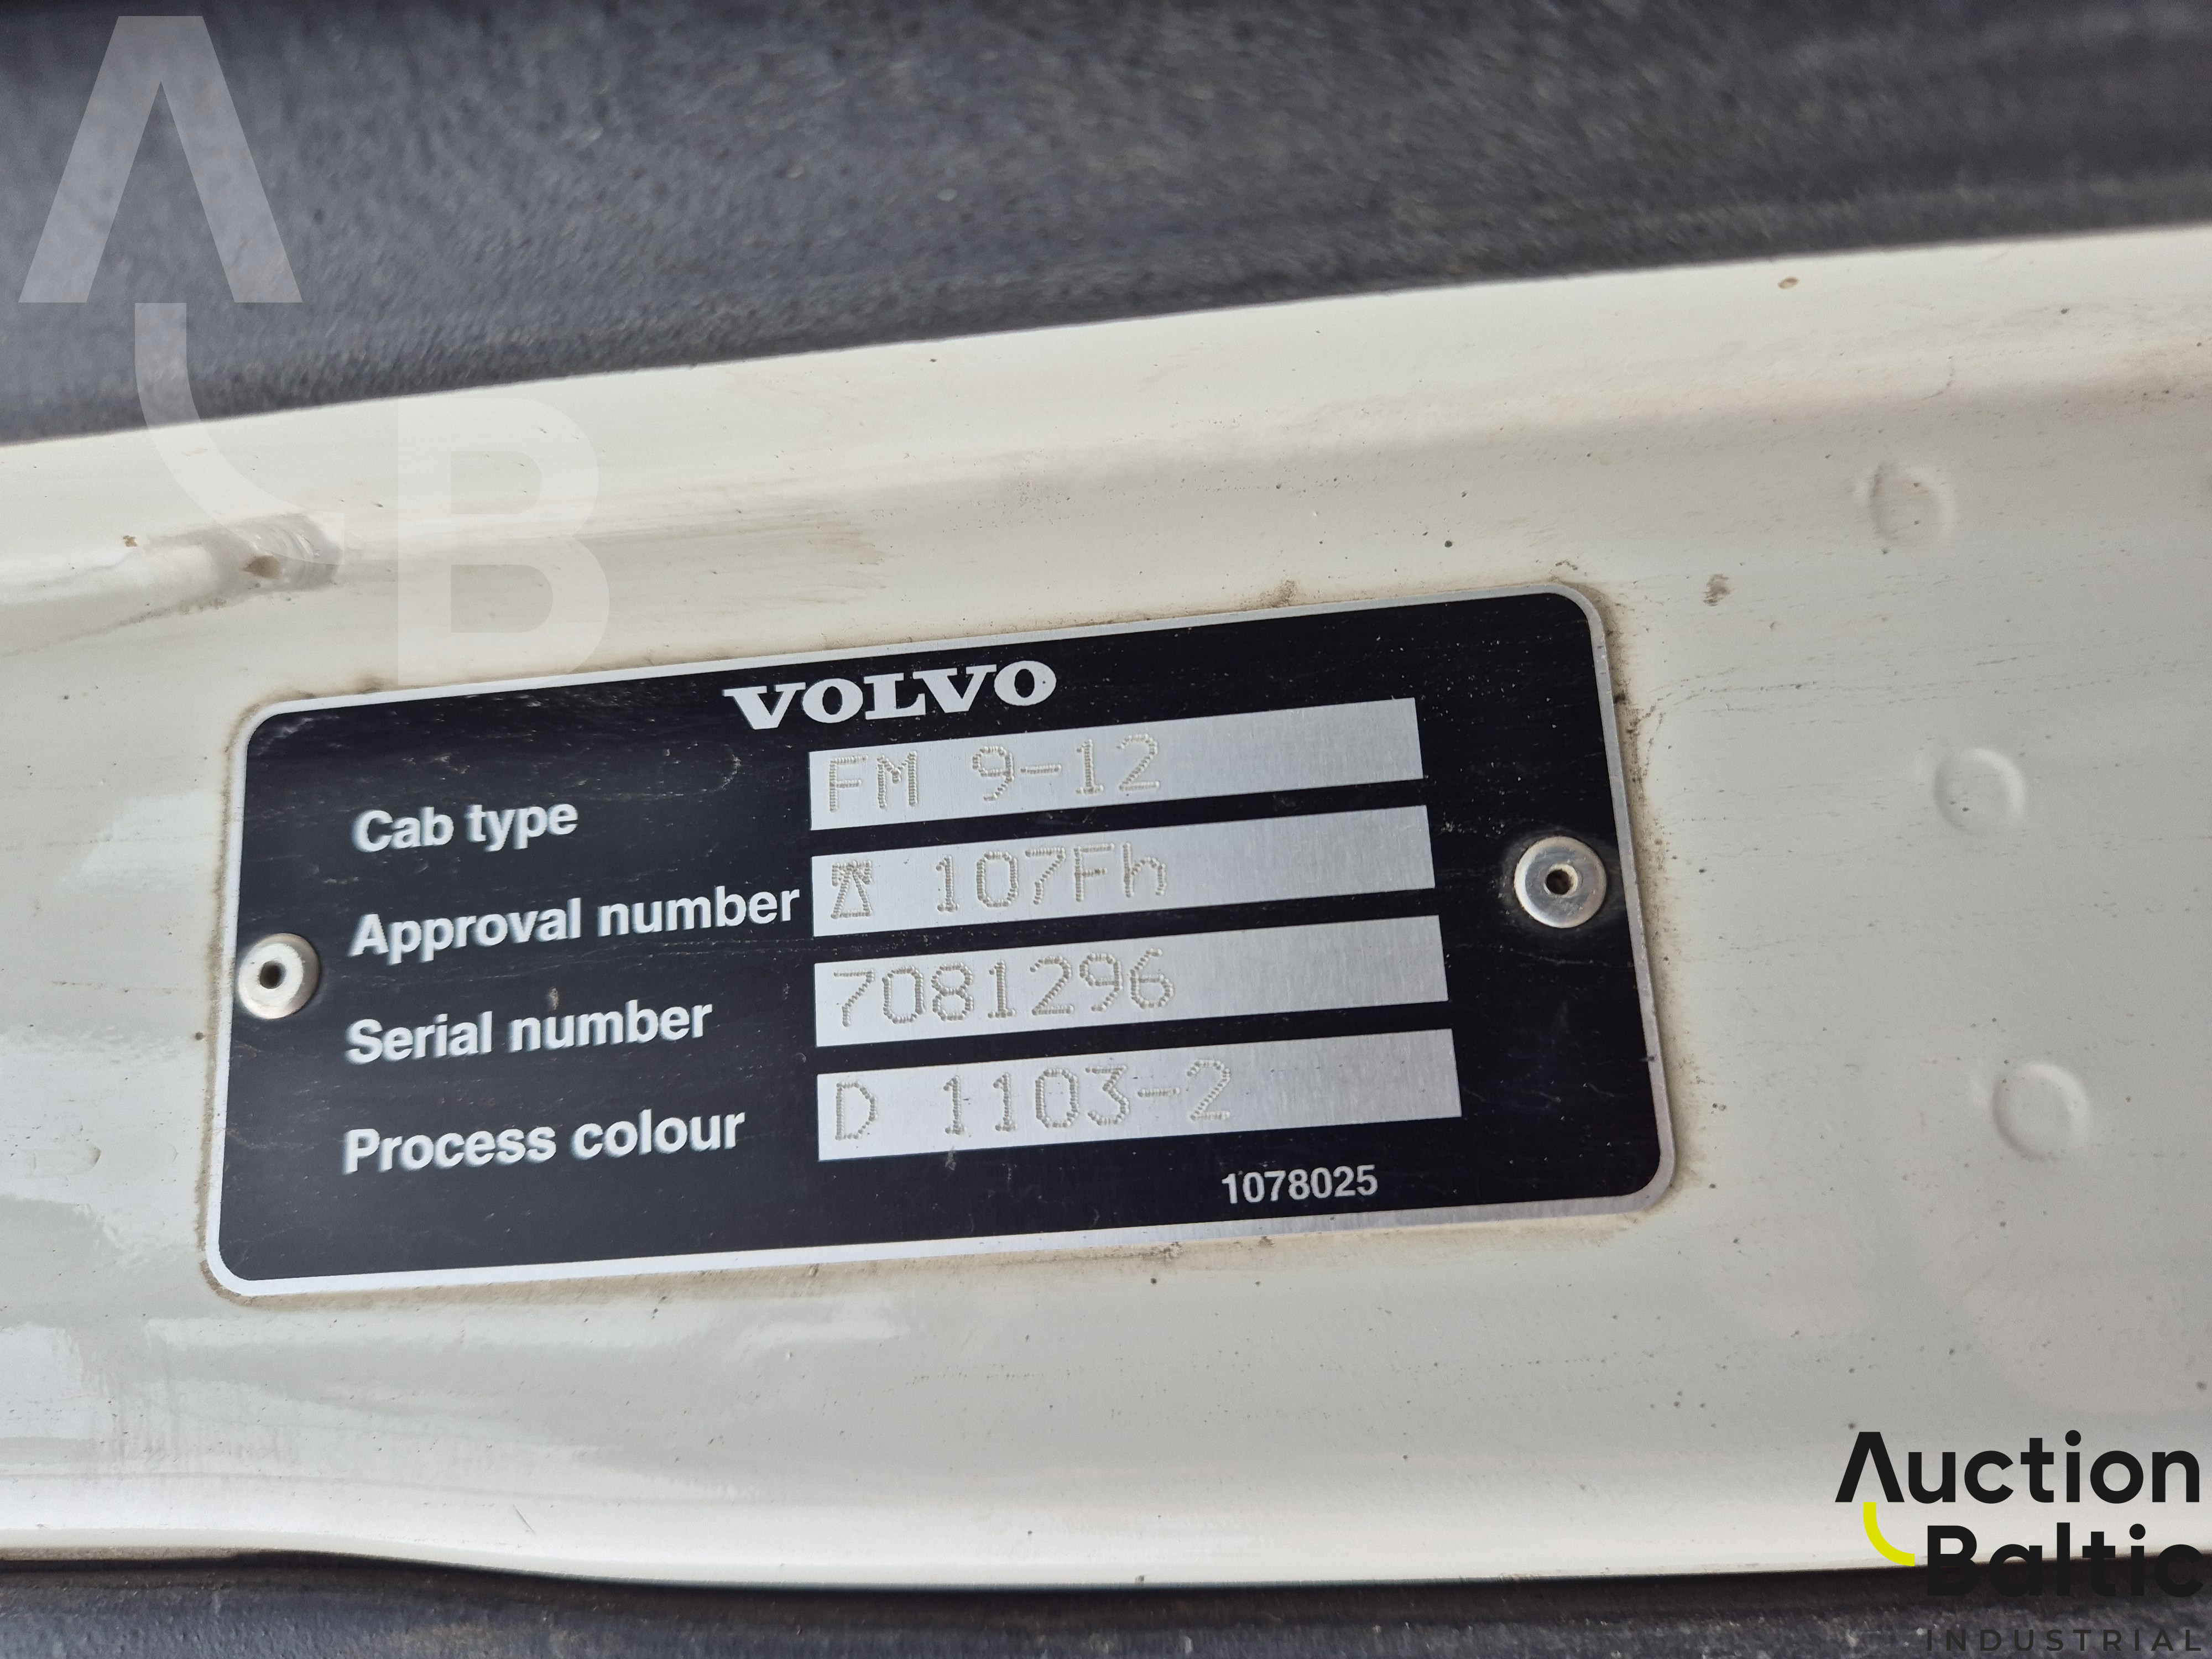 VOLVO
Cab type FM 9-12
Approval number 107Fh
Serial number 7081296
Process colour D 1103-2
1078025
AB
Auction
Baltic
INDUSTRIAL